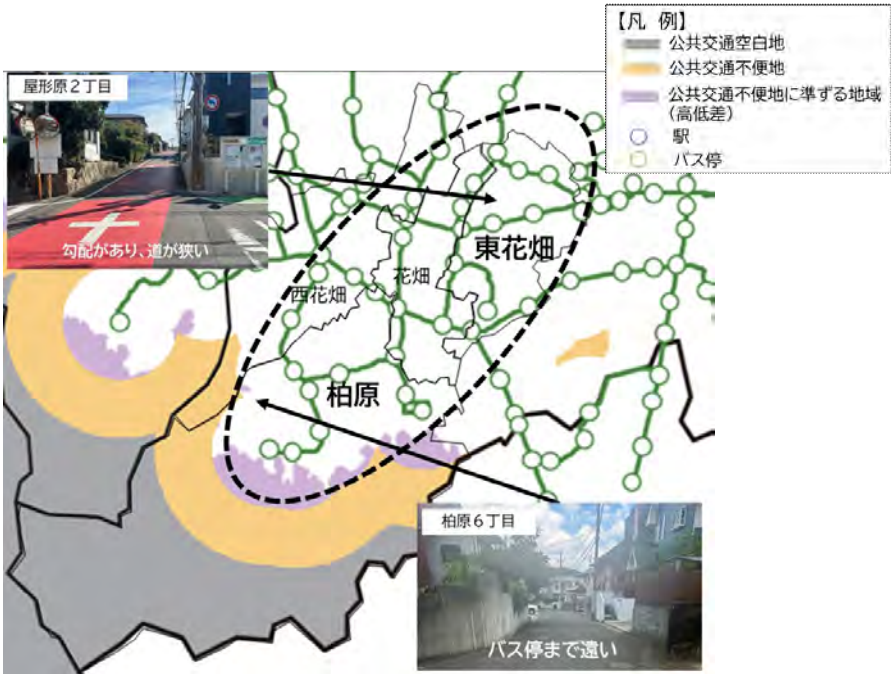 【凡 例】
公共交通空白地
公共交通不便地
公共交通不便地に準ずる地域
(高低差)
駅
バス停
屋形原２丁目
勾配があり、道が狭い
東花畑
花畑
西花畑
柏原
柏原６丁目
バス停まで遠い